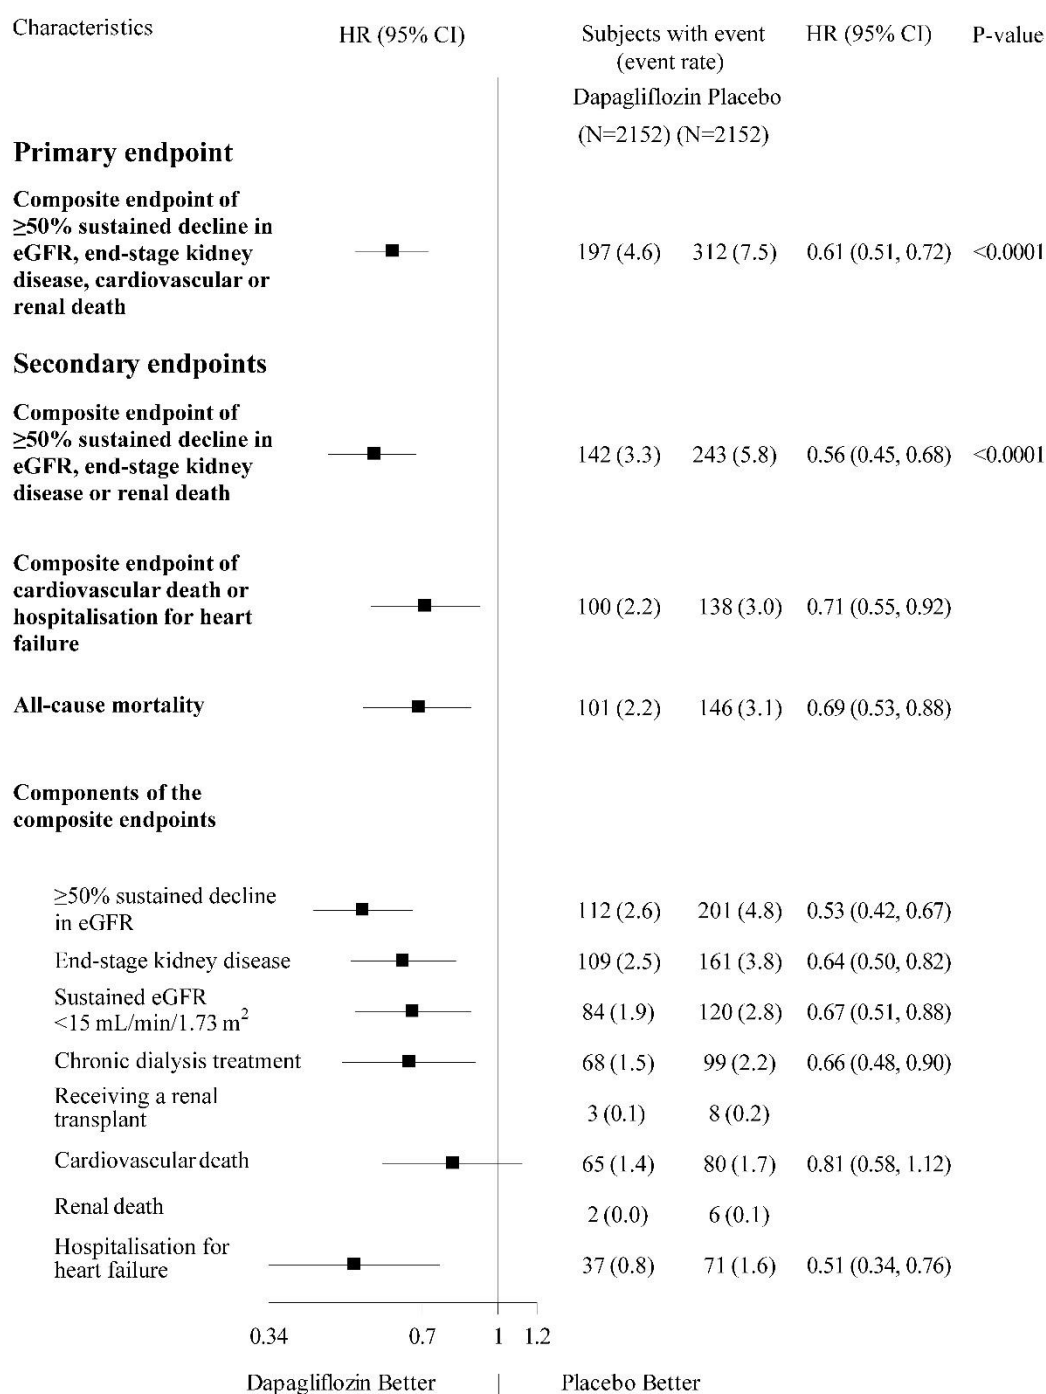 Characteristics HR (95% CI) Subjects with event HR (95% CI) P-value
(event rate)
Dapagliflozin Placebo
(N=2152) (N=2152)
Primary endpoint
Composite endpoint of
≥50% sustained decline in
eGFR, end-stage kidney 197 (4.6) 312 (7.5) 0.61 (0.51, 0.72) <0.0001
disease, cardiovascular or
renal death
Secondary endpoints
Composite endpoint of
≥50% sustained decline in
eGFR, end-stage kidney 142 (3.3) 243 (5.8) 0.56 (0.45, 0.68) <0.0001
disease or renal death
Composite endpoint of
cardiovascular death or
hospitalisation for heart 100 (2.2) 138 (3.0) 0.71 (0.55, 0.92)
failure
All-cause mortality 101 (2.2) 146 (3.1) 0.69 (0.53, 0.88)
Components of the
composite endpoints
≥50% sustained decline
in eGFR 112 (2.6) 201 (4.8) 0.53 (0.42, 0.67)
End-stage kidney disease 109 (2.5) 161 (3.8) 0.64 (0.50, 0.82)
Sustained eGFR
<15 mL/min/1.73 m² 84 (1.9) 120 (2.8) 0.67 (0.51, 0.88)
Chronic dialysis treatment 68 (1.5) 99 (2.2) 0.66 (0.48, 0.90)
Receiving a renal
transplant 3 (0.1) 8 (0.2)
Cardiovascular death 65 (1.4) 80 (1.7) 0.81 (0.58, 1.12)
Renal death 2 (0.0) 6 (0.1)
Hospitalisation for
heart failure 37 (0.8) 71 (1.6) 0.51 (0.34, 0.76)
0.34 0.7 1 1.2
Dapagliflozin Better | Placebo Better